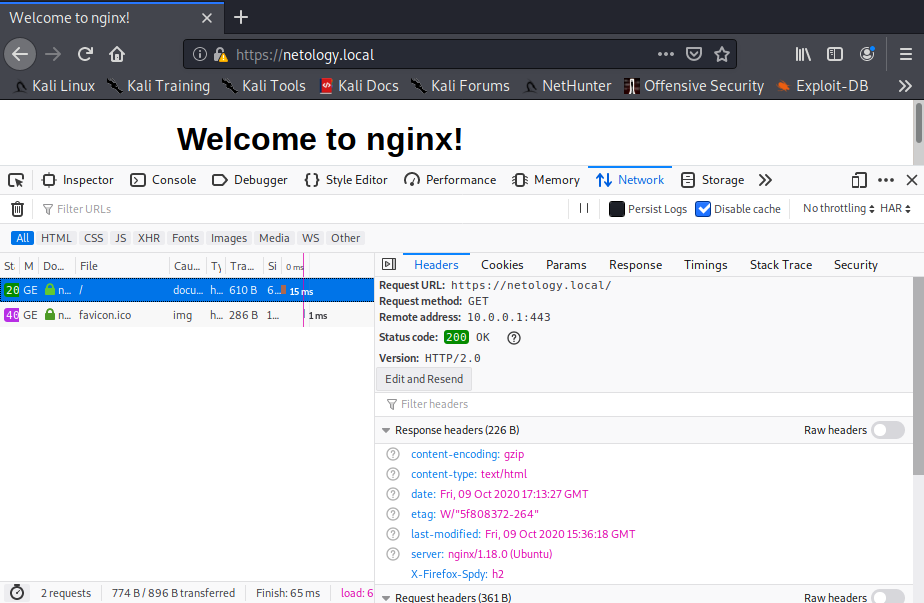 Welcome to nginx!
https://netology.local
Kali Linux Kali Training Kali Tools Kali Docs Kali Forums NetHunter Offensive Security Exploit-DB
Welcome to nginx!
Inspector Console Debugger Style Editor Performance Memory Network Storage
Filter URLs Persist Logs Disable cache No throttling HAR
All HTML CSS JS XHR Fonts Images Media WS Other
St M Do... File Cau... Ty Tra... Si 0 ms
20 GE n... / docu... h... 610 B 6... 15 ms
40 GE n... favicon.ico img h... 286 B 1... 1 ms
2 requests 774 B / 896 B transferred Finish: 65 ms load: 6
Headers Cookies Params Response Timings Stack Trace Security
Request URL: https://netology.local/
Request method: GET
Remote address: 10.0.0.1:443
Status code: 200 OK
Version: HTTP/2.0
Edit and Resend
Filter headers
Response headers (226 B) Raw headers
content-encoding: gzip
content-type: text/html
date: Fri, 09 Oct 2020 17:13:27 GMT
etag: W/"5f808372-264"
last-modified: Fri, 09 Oct 2020 15:36:18 GMT
server: nginx/1.18.0 (Ubuntu)
X-Firefox-Spdy: h2
Request headers (361 B) Raw headers